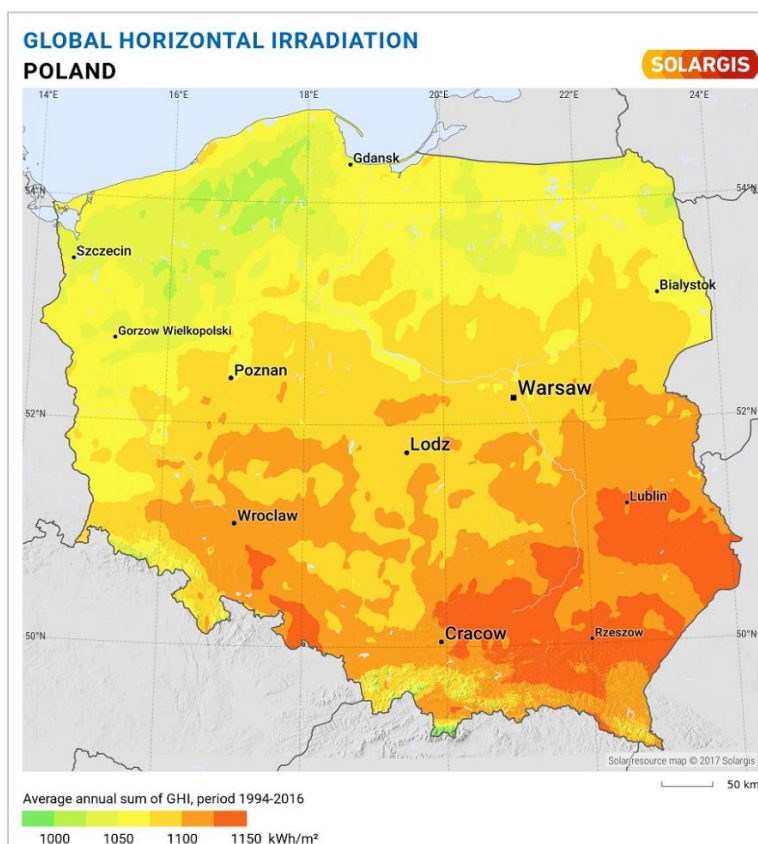 GLOBAL HORIZONTAL IRRADIATION
POLAND
SOLARGIS
14°E 16°E 18°E 20°E 22°E 24°E
Gdansk
54°N 54°N
Szczecin
Bialystok
Gorzow Wielkopolski
Poznan
Warsaw
52°N 52°N
Lodz
Lublin
Wroclaw
50°N Cracow Rzeszow 50°N
Solar resource map © 2017 Solargis
50 km
Average annual sum of GHI, period 1994-2016
1000 1050 1100 1150 kWh/m²